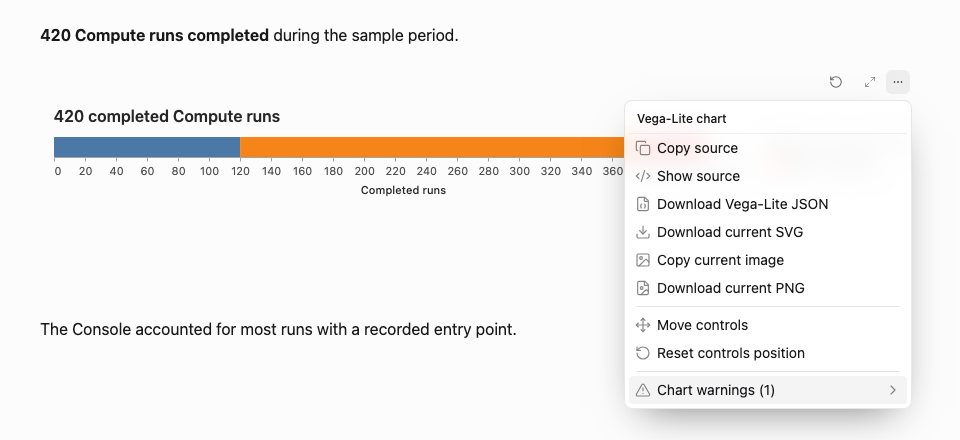 420 Compute runs completed during the sample period.
420 completed Compute runs
0 20 40 60 80 100 120 140 160 180 200 220 240 260 280 300 320 340 360
Completed runs
The Console accounted for most runs with a recorded entry point.
Vega-Lite chart
Copy source
Show source
Download Vega-Lite JSON
Download current SVG
Copy current image
Download current PNG
Move controls
Reset controls position
Chart warnings (1)